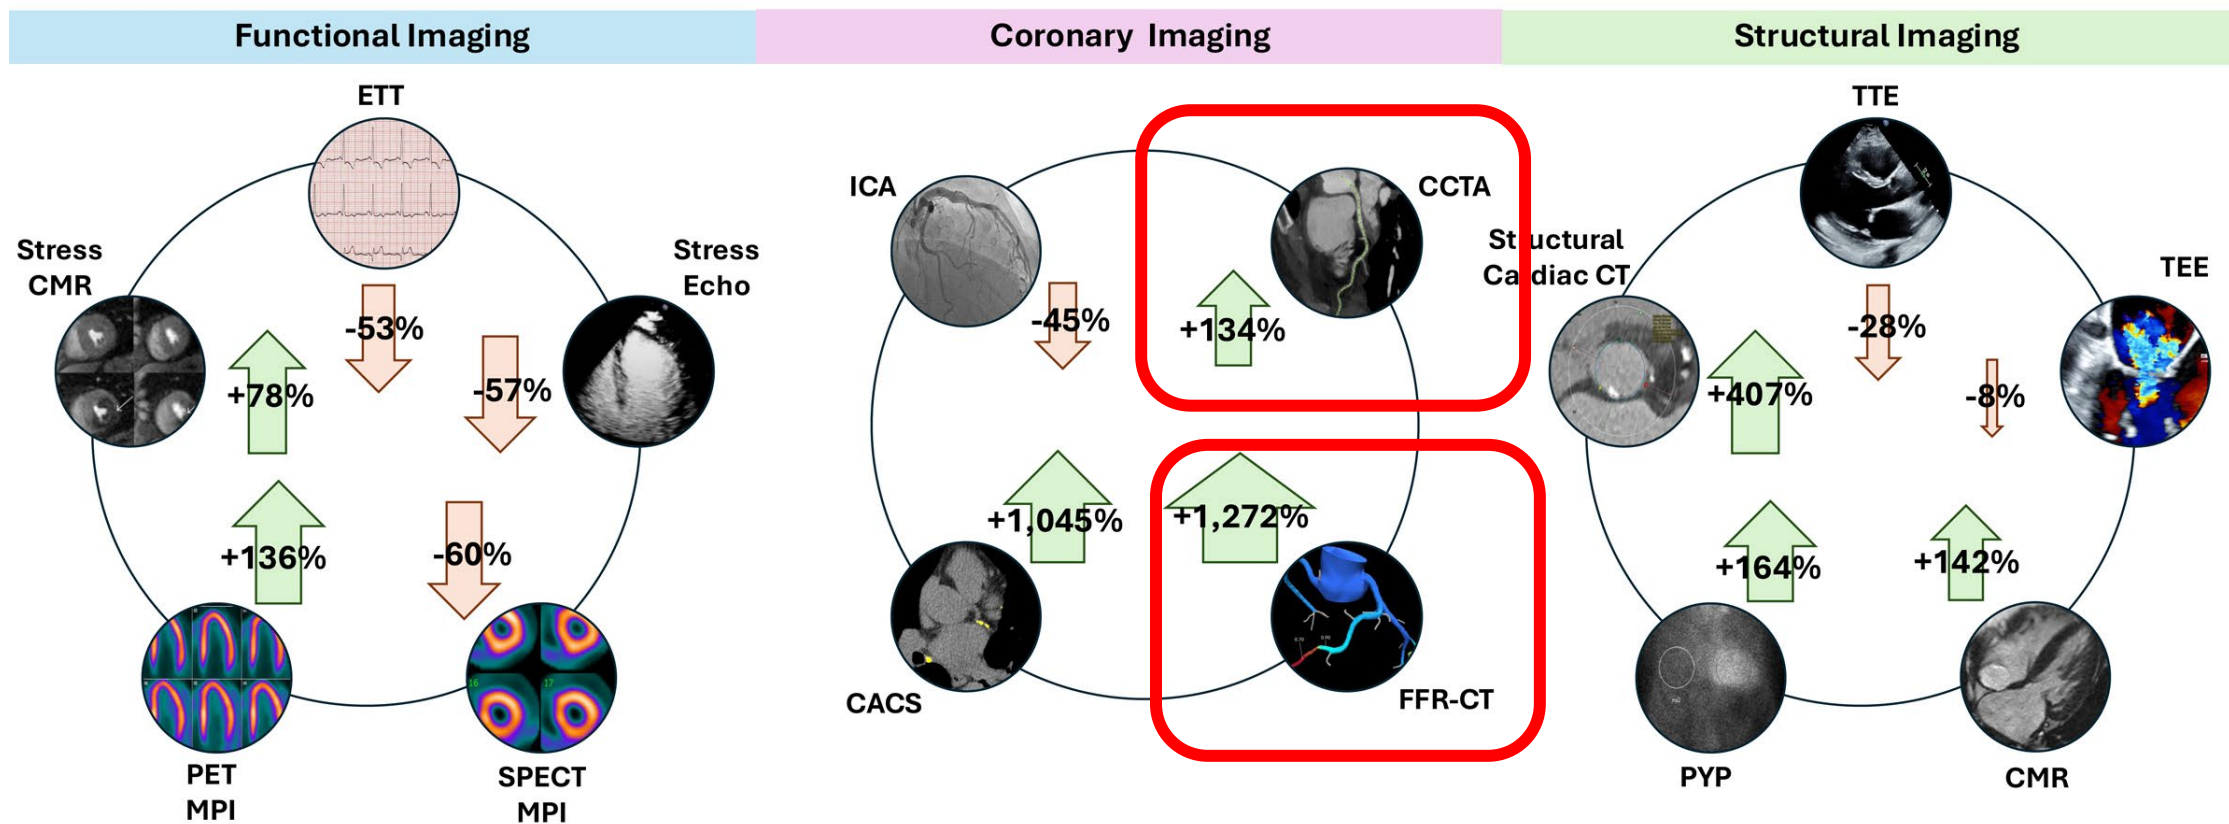 Functional Imaging
Coronary Imaging
Structural Imaging
ETT
Stress
CMR
Stress
Echo
-53%
+78%
-57%
+136%
-60%
PET
MPI
SPECT
MPI
16
17
ICA
CCTA
-45%
+134%
+1,045%
+1,272%
CACS
FFR-CT
TTE
Structural
Cardiac CT
TEE
-28%
+407%
-8%
+164%
+142%
PYP
CMR